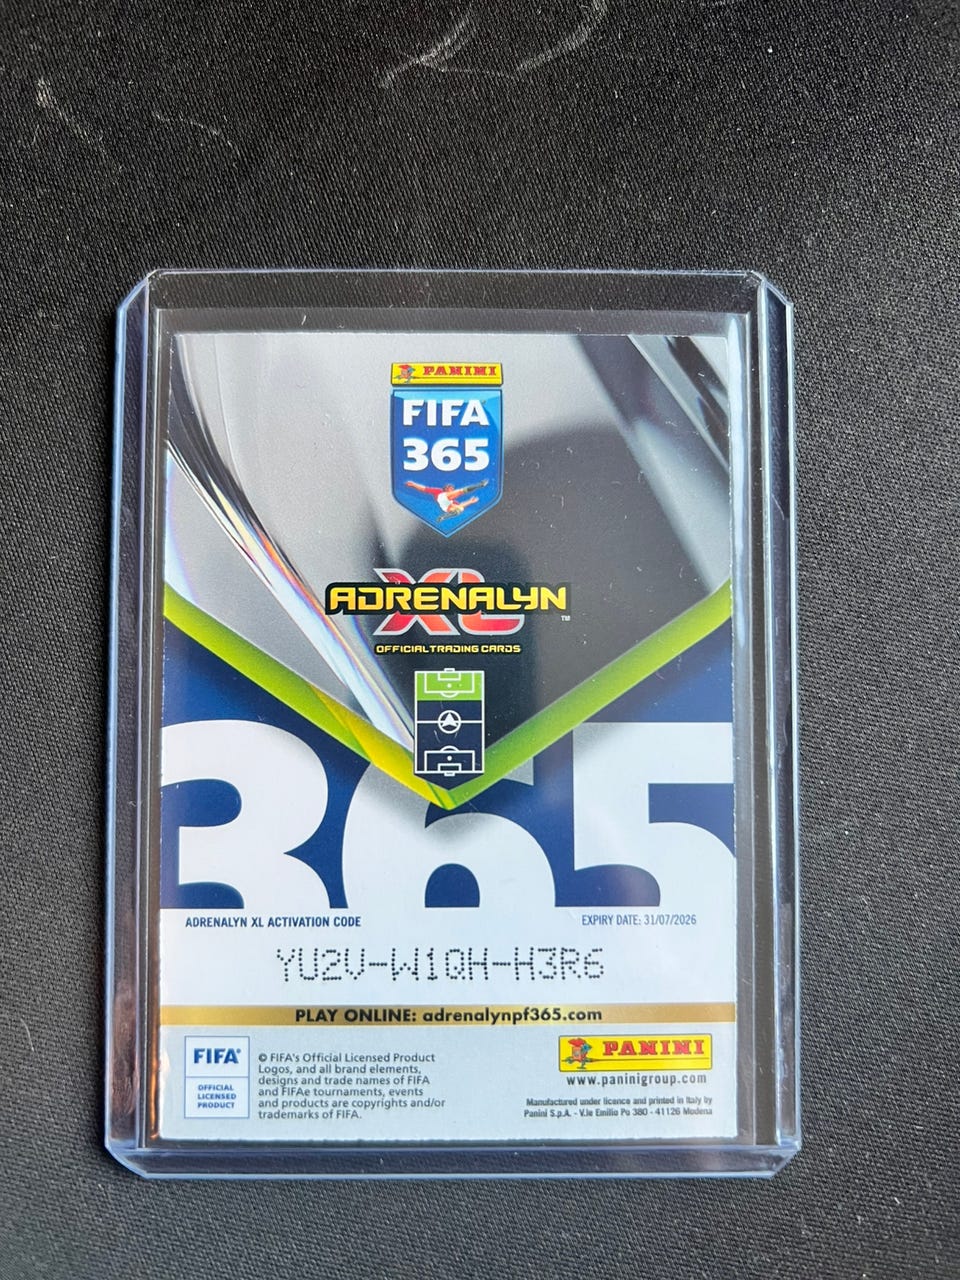 PANINI
FIFA
365
ADRENALYN XL™
OFFICIAL TRADING CARDS
365
ADRENALYN XL ACTIVATION CODE
EXPIRY DATE: 31/07/2026
YU2V-W1QH-H3R6
PLAY ONLINE: adrenalynpf365.com
FIFA®
OFFICIAL
LICENSED
PRODUCT
© FIFA's Official Licensed Product
Logos, and all brand elements,
designs and trade names of FIFA
and FIFAe tournaments, events
and products are copyrights and/or
trademarks of FIFA.
PANINI
www.paninigroup.com
Manufactured under licence and printed in Italy by
Panini S.p.A. - V.le Emilio Po 380 - 41126 Modena